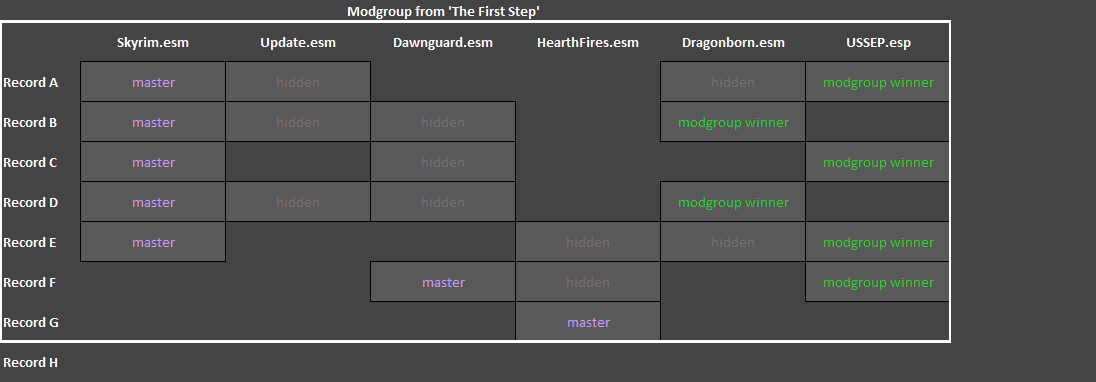 Modgroup from 'The First Step'
Skyrim.esm Update.esm Dawnguard.esm HearthFires.esm Dragonborn.esm USSEP.esp
Record A master hidden hidden modgroup winner
Record B master hidden hidden modgroup winner
Record C master hidden modgroup winner
Record D master hidden hidden modgroup winner
Record E master hidden hidden modgroup winner
Record F master hidden modgroup winner
Record G master
Record H